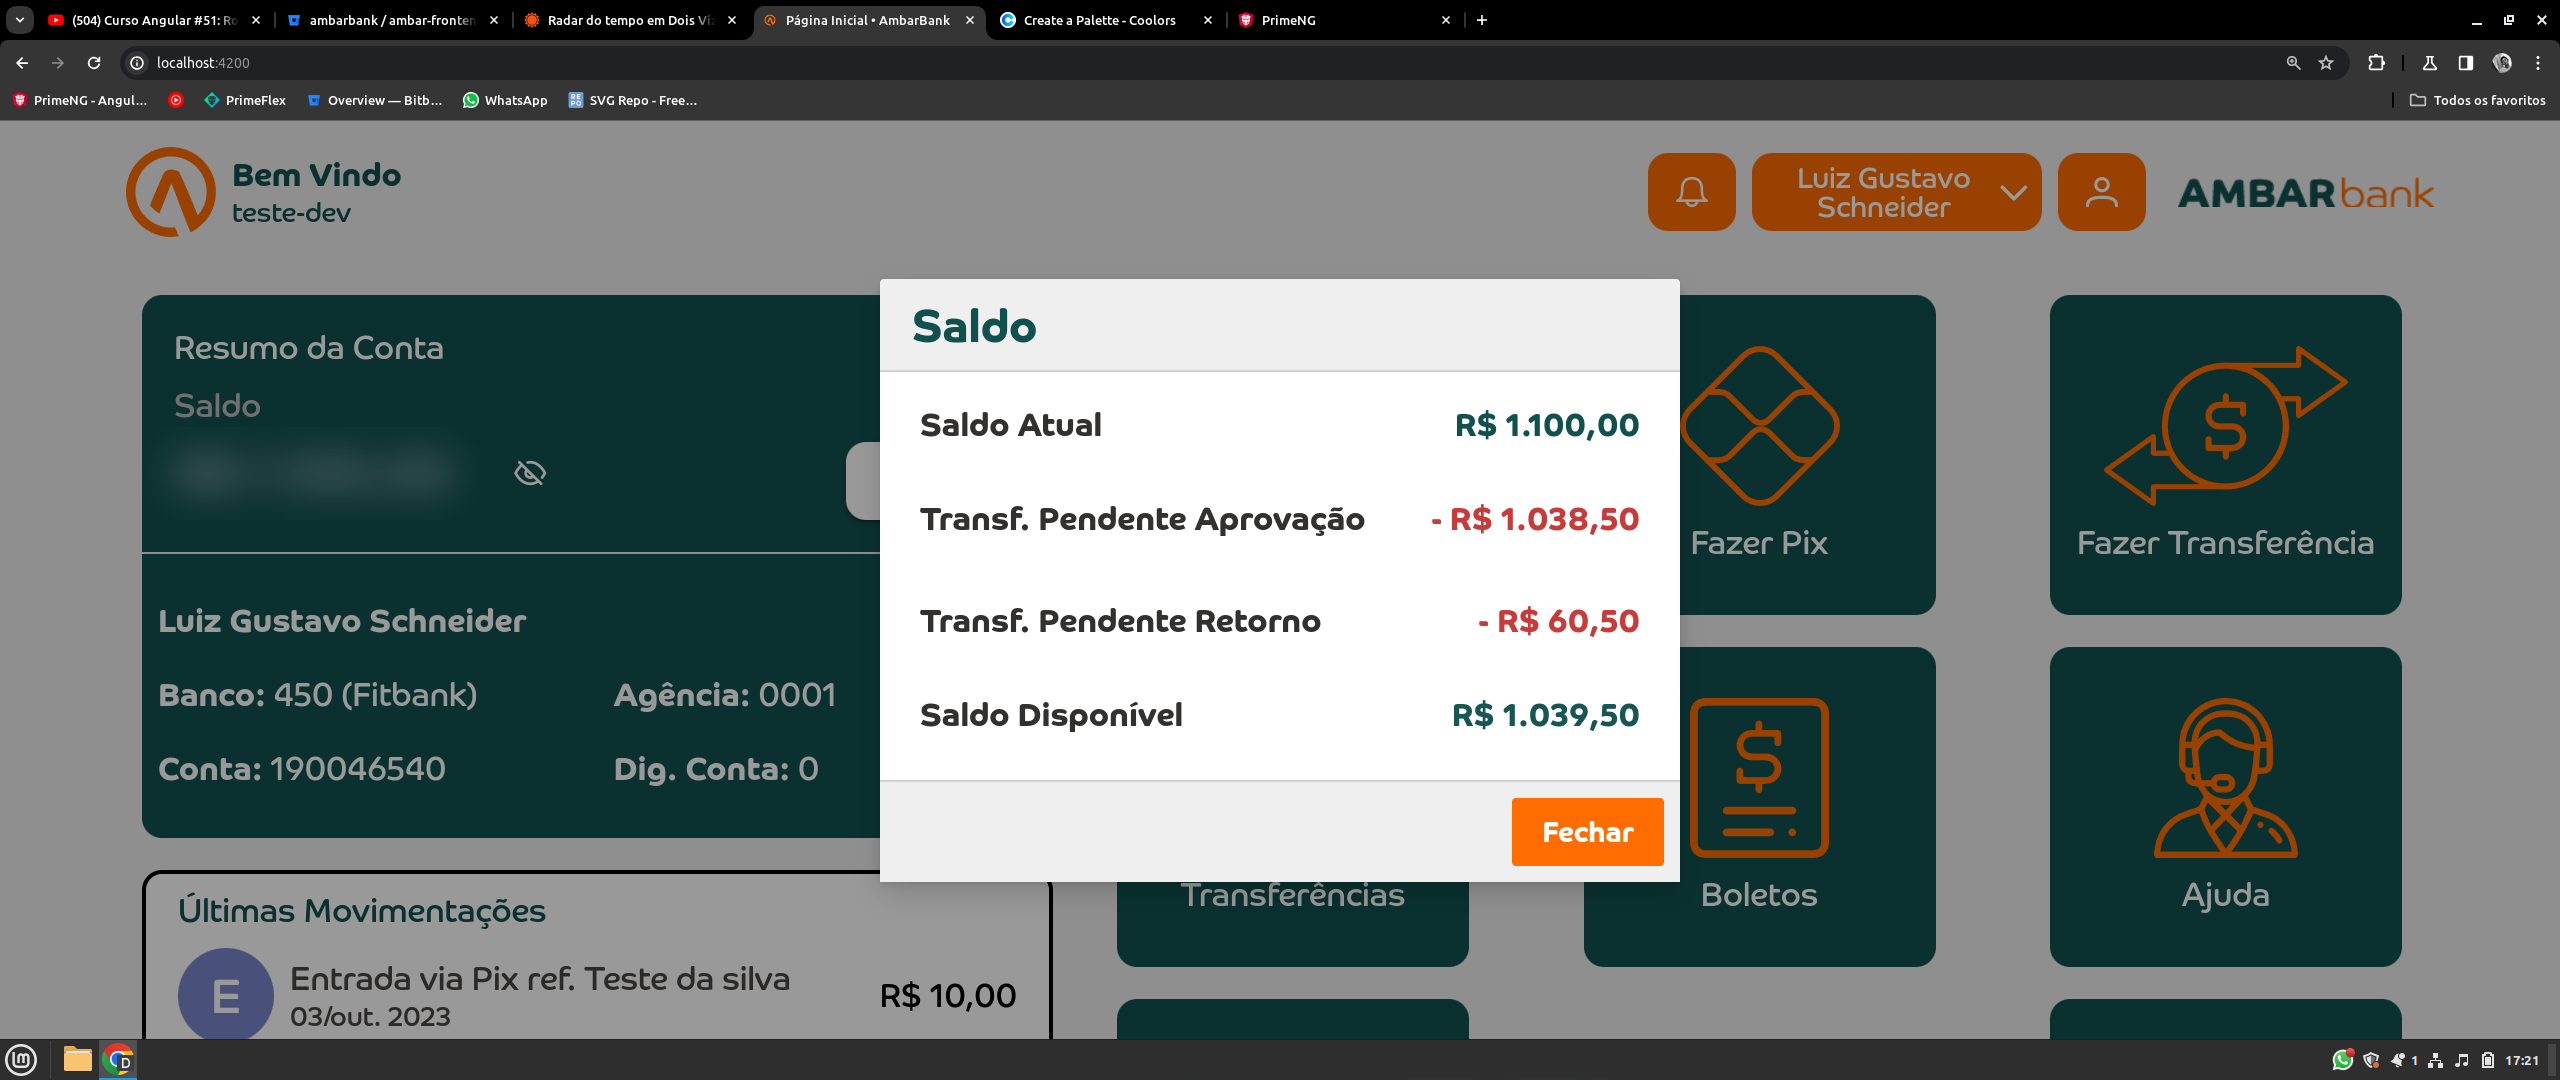 (504) Curso Angular #51: Ro
ambarbank / ambar-fronten
Radar do tempo em Dois Viz
Página Inicial • AmbarBank
Create a Palette - Coolors
PrimeNG
localhost:4200
PrimeNG - Angul...
PrimeFlex
Overview — Bitb...
WhatsApp
SVG Repo - Free...
Todos os favoritos
Bem Vindo
teste-dev
Luiz Gustavo
Schneider
AMBARbank
Resumo da Conta
Saldo
Luiz Gustavo Schneider
Banco: 450 (Fitbank)
Agência: 0001
Conta: 190046540
Dig. Conta: 0
Saldo
Saldo Atual
R$ 1.100,00
Transf. Pendente Aprovação
- R$ 1.038,50
Transf. Pendente Retorno
- R$ 60,50
Saldo Disponível
R$ 1.039,50
Fechar
Fazer Pix
Fazer Transferência
Transferências
Boletos
Ajuda
Últimas Movimentações
E
Entrada via Pix ref. Teste da silva
03/out. 2023
R$ 10,00
1
17:21